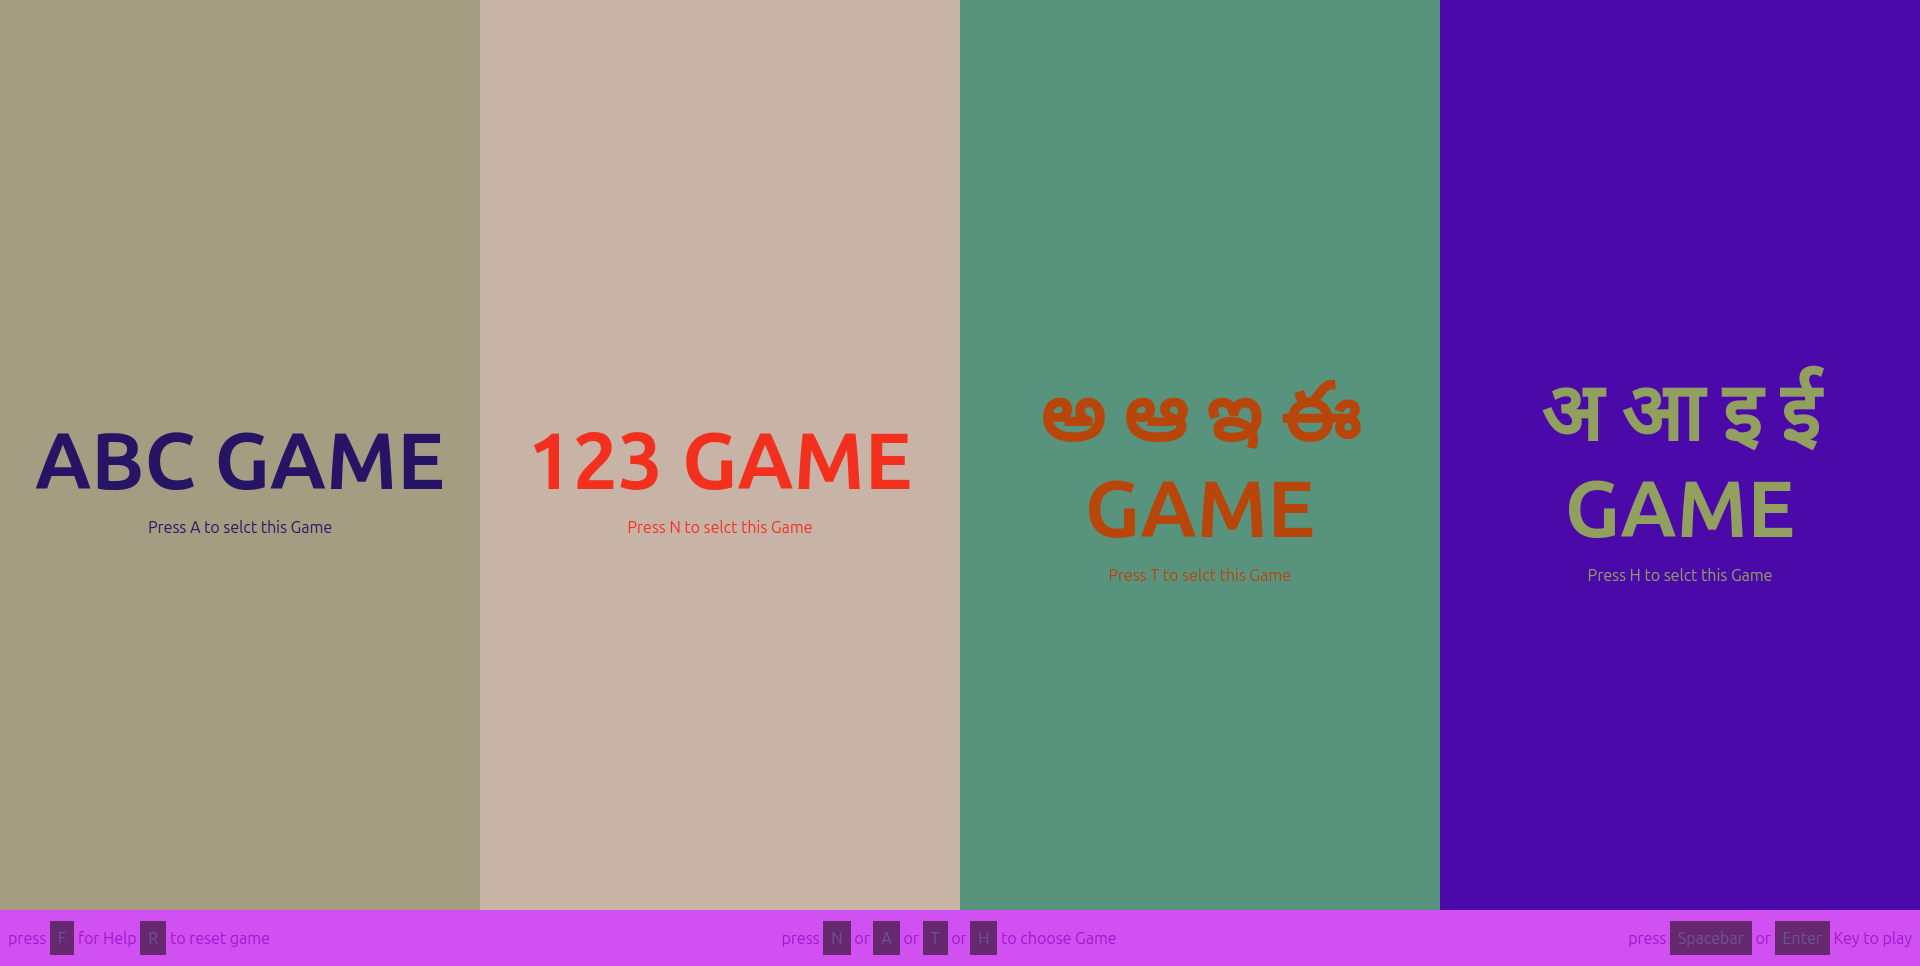 ABC GAME
Press A to selct this Game
123 GAME
Press N to selct this Game
అ ఆ ఇ ఈ
GAME
Press T to selct this Game
अ आ इ ई
GAME
Press H to selct this Game
press F for Help R to reset game
press N or A or T or H to choose Game
press Spacebar or Enter Key to play